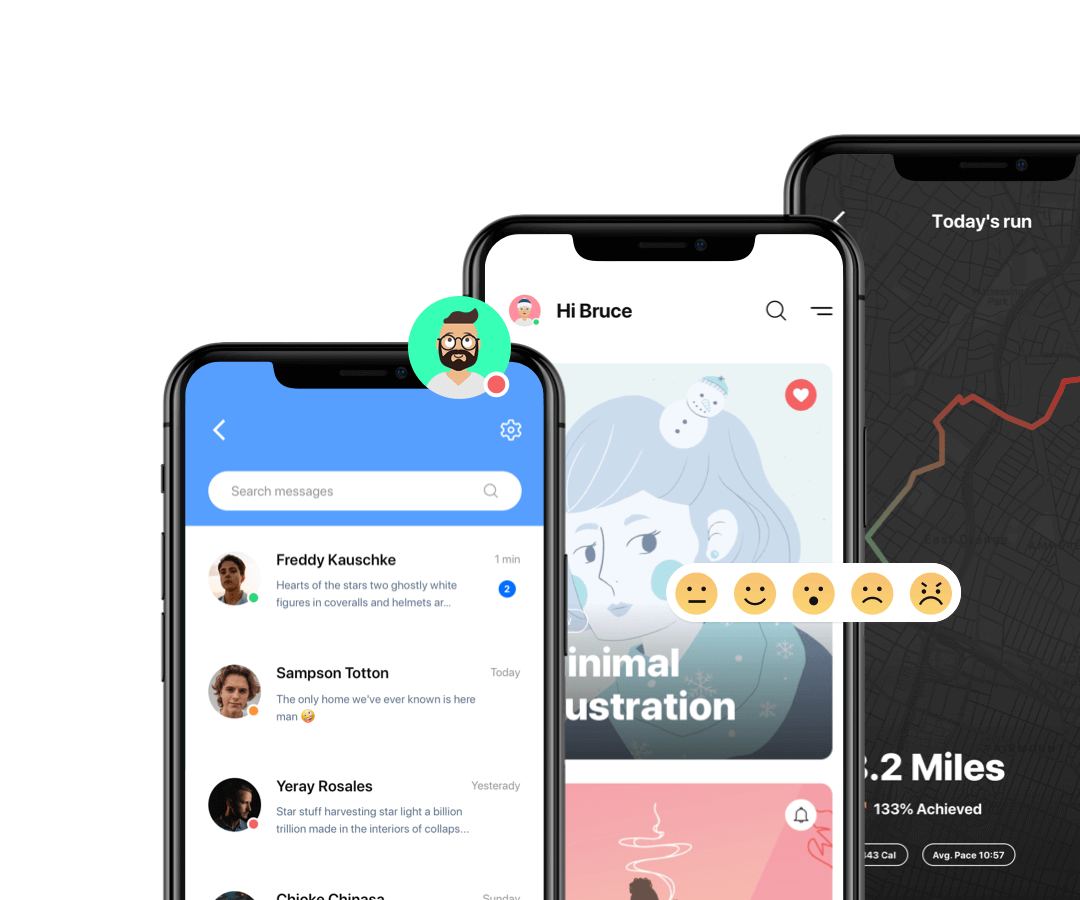 Today's run
Hi Bruce
Search messages
Freddy Kauschke
1 min
Hearts of the stars two ghostly white
figures in coveralls and helmets ar...
2
Sampson Totton
Today
The only home we've ever known is here
man 🤪
Yeray Rosales
Yesterady
Star stuff harvesting star light a billion
trillion made in the interiors of collaps...
Chioke Chinasa
Sunday
inimal
ustration
.2 Miles
133% Achieved
43 Cal
Avg. Pace 10:57
FAIRMOUNT